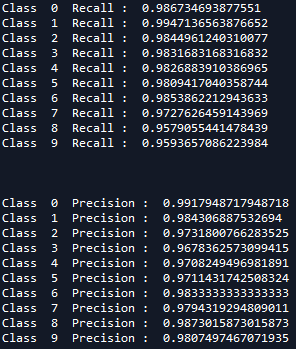 Class 0 Recall : 0.986734693877551
Class 1 Recall : 0.9947136563876652
Class 2 Recall : 0.9844961240310077
Class 3 Recall : 0.9831683168316832
Class 4 Recall : 0.9826883910386965
Class 5 Recall : 0.9809417040358744
Class 6 Recall : 0.9853862212943633
Class 7 Recall : 0.9727626459143969
Class 8 Recall : 0.9579055441478439
Class 9 Recall : 0.9593657086223984
Class 0 Precision : 0.9917948717948718
Class 1 Precision : 0.984306887532694
Class 2 Precision : 0.9731800766283525
Class 3 Precision : 0.9678362573099415
Class 4 Precision : 0.9708249496981891
Class 5 Precision : 0.9711431742508324
Class 6 Precision : 0.9833333333333333
Class 7 Precision : 0.9794319294809011
Class 8 Precision : 0.9873015873015873
Class 9 Precision : 0.9807497467071935